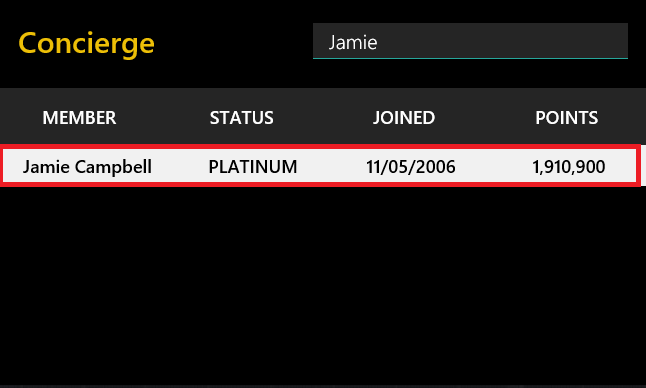 Concierge
Jamie
MEMBER STATUS JOINED POINTS
Jamie Campbell PLATINUM 11/05/2006 1,910,900